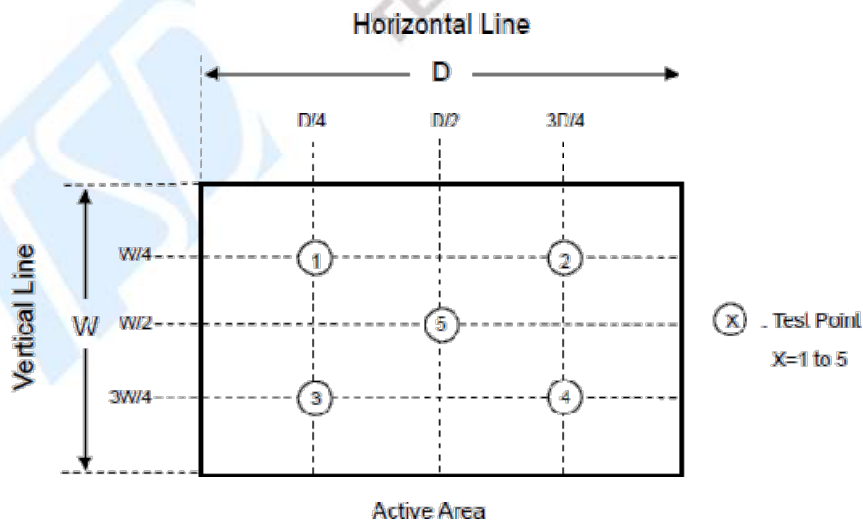 Horizontal Line
D
D/4 D/2 3D/4
Vertical Line
W
W/4
1 2
W/2
5
X - Test Point
X=1 to 5
3W/4
3 4
Active Area